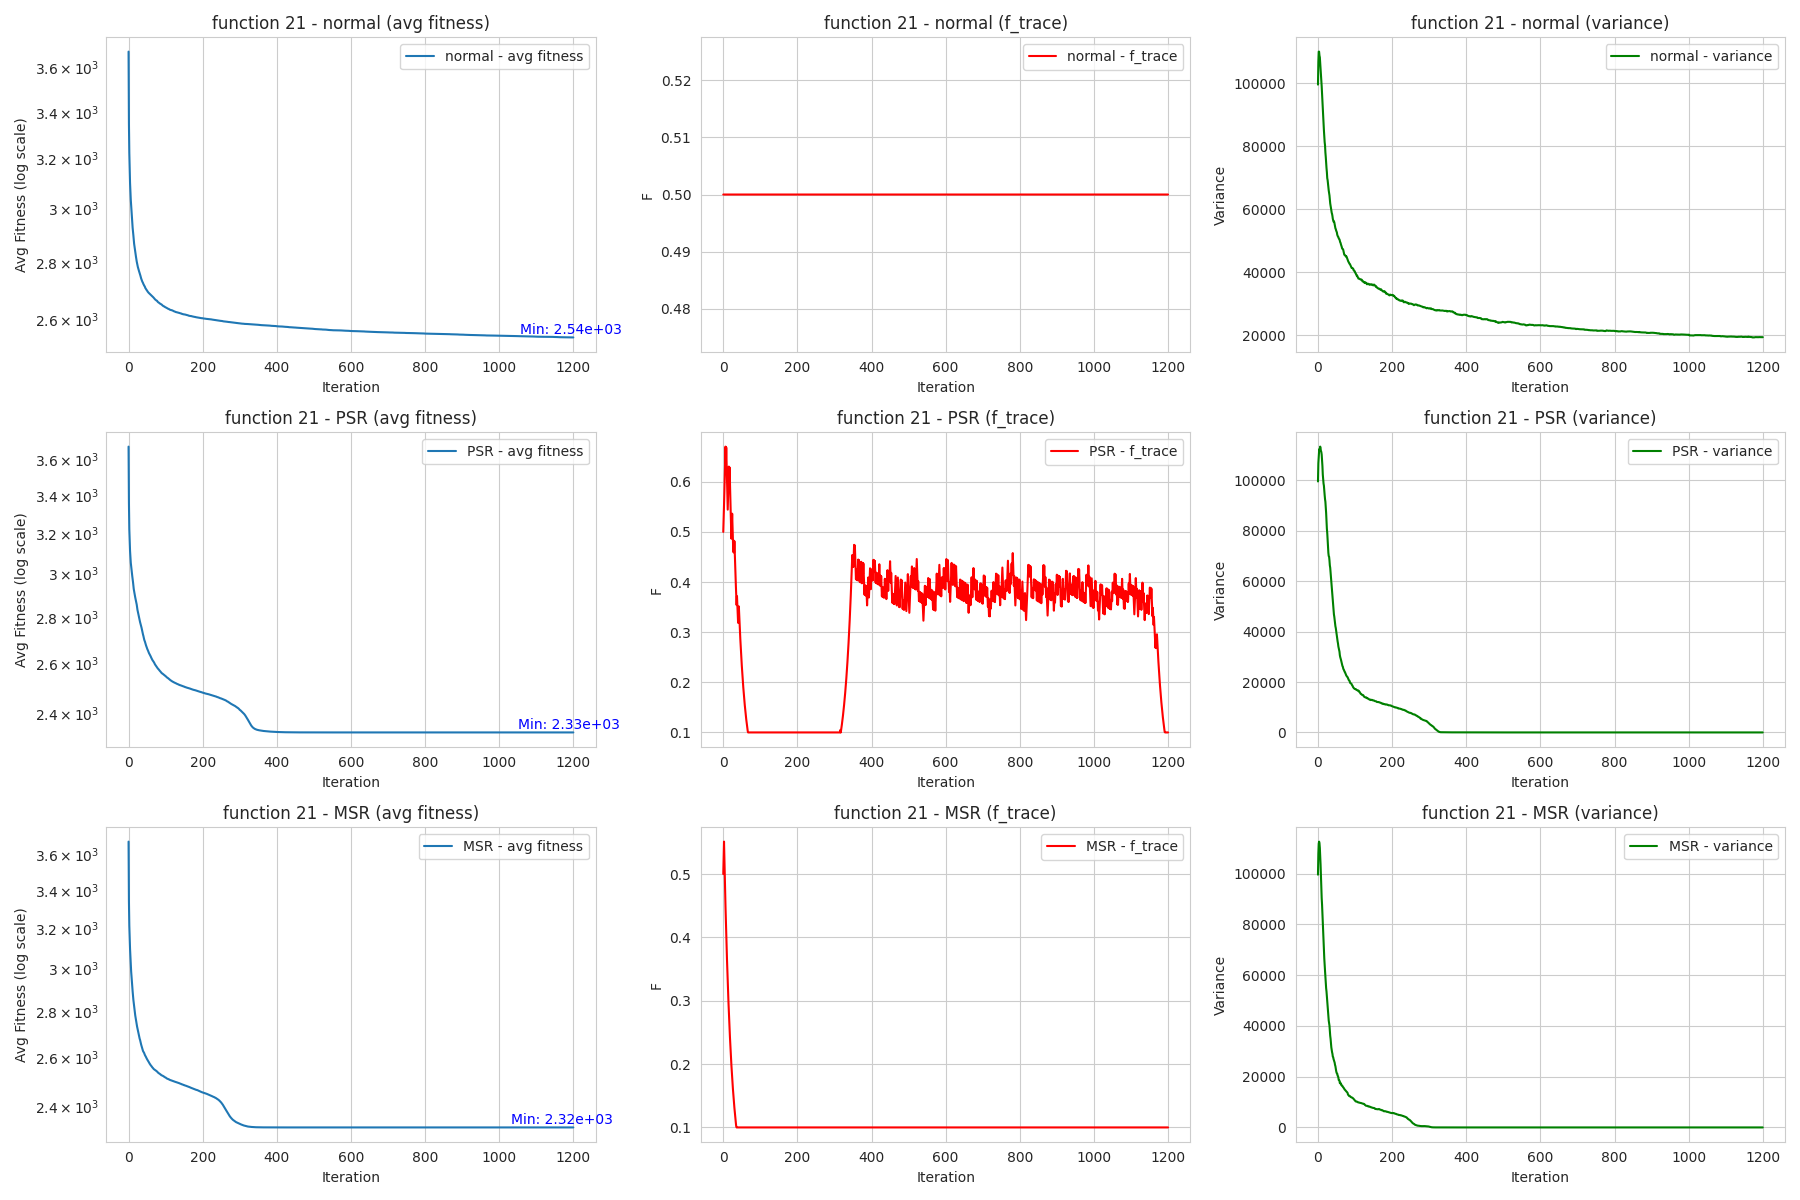 function 21 - normal (avg fitness)
Avg Fitness (log scale)
3.6 × 10³
3.4 × 10³
3.2 × 10³
3 × 10³
2.8 × 10³
2.6 × 10³
normal - avg fitness
Min: 2.54e+03
0 200 400 600 800 1000 1200
Iteration
function 21 - normal (f_trace)
F
0.52
0.51
0.50
0.49
0.48
normal - f_trace
0 200 400 600 800 1000 1200
Iteration
function 21 - normal (variance)
Variance
100000
80000
60000
40000
20000
normal - variance
0 200 400 600 800 1000 1200
Iteration
function 21 - PSR (avg fitness)
Avg Fitness (log scale)
3.6 × 10³
3.4 × 10³
3.2 × 10³
3 × 10³
2.8 × 10³
2.6 × 10³
2.4 × 10³
PSR - avg fitness
Min: 2.33e+03
0 200 400 600 800 1000 1200
Iteration
function 21 - PSR (f_trace)
F
0.6
0.5
0.4
0.3
0.2
0.1
PSR - f_trace
0 200 400 600 800 1000 1200
Iteration
function 21 - PSR (variance)
Variance
100000
80000
60000
40000
20000
0
PSR - variance
0 200 400 600 800 1000 1200
Iteration
function 21 - MSR (avg fitness)
Avg Fitness (log scale)
3.6 × 10³
3.4 × 10³
3.2 × 10³
3 × 10³
2.8 × 10³
2.6 × 10³
2.4 × 10³
MSR - avg fitness
Min: 2.32e+03
0 200 400 600 800 1000 1200
Iteration
function 21 - MSR (f_trace)
F
0.5
0.4
0.3
0.2
0.1
MSR - f_trace
0 200 400 600 800 1000 1200
Iteration
function 21 - MSR (variance)
Variance
100000
80000
60000
40000
20000
0
MSR - variance
0 200 400 600 800 1000 1200
Iteration